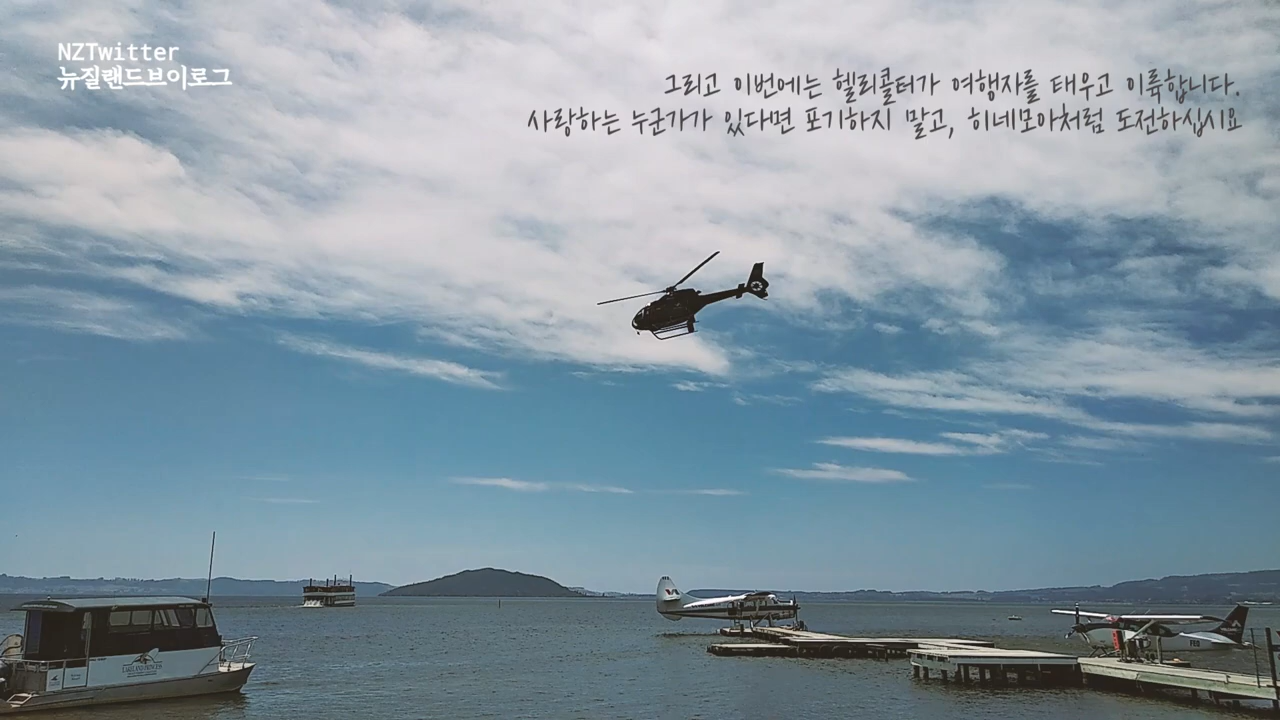 NZTwitter
뉴질랜드브이로그
그리고 이번에는 헬리콜터가 여행자를 태우고 이륙합니다.
사랑하는 누군가가 있다면 포기하지 말고, 히네모아처럼 도전하십시요
LAKELAND PRINCESS